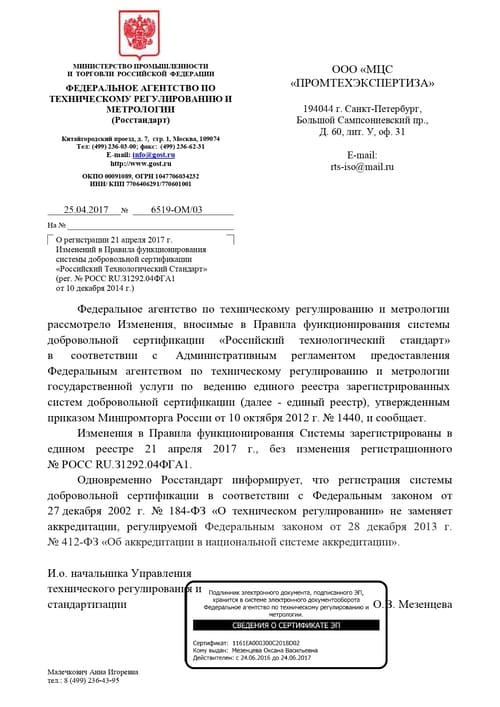 МИНИСТЕРСТВО ПРОМЫШЛЕННОСТИ
И ТОРГОВЛИ РОССИЙСКОЙ ФЕДЕРАЦИИ
ФЕДЕРАЛЬНОЕ АГЕНТСТВО ПО
ТЕХНИЧЕСКОМУ РЕГУЛИРОВАНИЮ И
МЕТРОЛОГИИ
(Росстандарт)
Китайгородский проезд, д. 7, стр. 1, Москва, 109074
Тел: (499) 236-03-00; факс: (499) 236-62-31
E-mail: info@gost.ru
http://www.gost.ru
ОКПО 00091089, ОГРН 1047706034232
ИНН/ КПП 7706406291/770601001
25.04.2017 № 6519-ОМ/03
На №
О регистрации 21 апреля 2017 г.
Изменений в Правила функционирования
системы добровольной сертификации
«Российский Технологический Стандарт»
(рег. № РОСС RU.З1292.04ФГА1
от 10 декабря 2014 г.)
ООО «МЦС
«ПРОМТЕХЭКСПЕРТИЗА»
194044 г. Санкт-Петербург,
Большой Сампсониевский пр.,
Д. 60, лит. У, оф. 31
E-mail:
rts-iso@mail.ru
Федеральное агентство по техническому регулированию и метрологии
рассмотрело Изменения, вносимые в Правила функционирования системы
добровольной сертификации «Российский технологический стандарт»
в соответствии с Административным регламентом предоставления
Федеральным агентством по техническому регулированию и метрологии
государственной услуги по ведению единого реестра зарегистрированных
систем добровольной сертификации (далее - единый реестр), утвержденным
приказом Минпромторга России от 10 октября 2012 г. № 1440, и сообщает.
Изменения в Правила функционирования Системы зарегистрированы в
едином реестре 21 апреля 2017 г., без изменения регистрационного
№ РОСС RU.З1292.04ФГА1.
Одновременно Росстандарт информирует, что регистрация системы
добровольной сертификации в соответствии с Федеральным законом от
27 декабря 2002 г. № 184-ФЗ «О техническом регулировании» не заменяет
аккредитации, регулируемой Федеральным законом от 28 декабря 2013 г.
№ 412-ФЗ «Об аккредитации в национальной системе аккредитации».
И.о. начальника Управления
технического регулирования и
стандартизации
О.В. Мезенцева
Подлинник электронного документа, подписанного ЭП,
хранится в системе электронного документооборота
Федеральное агентство по техническому регулированию и
метрологии.
СВЕДЕНИЯ О СЕРТИФИКАТЕ ЭП
Сертификат: 1161EA000300C201BD02
Кому выдан: Мезенцева Оксана Васильевна
Действителен: с 24.06.2016 до 24.06.2017
Малечкович Анна Игоревна
тел.: 8 (499) 236-43-95